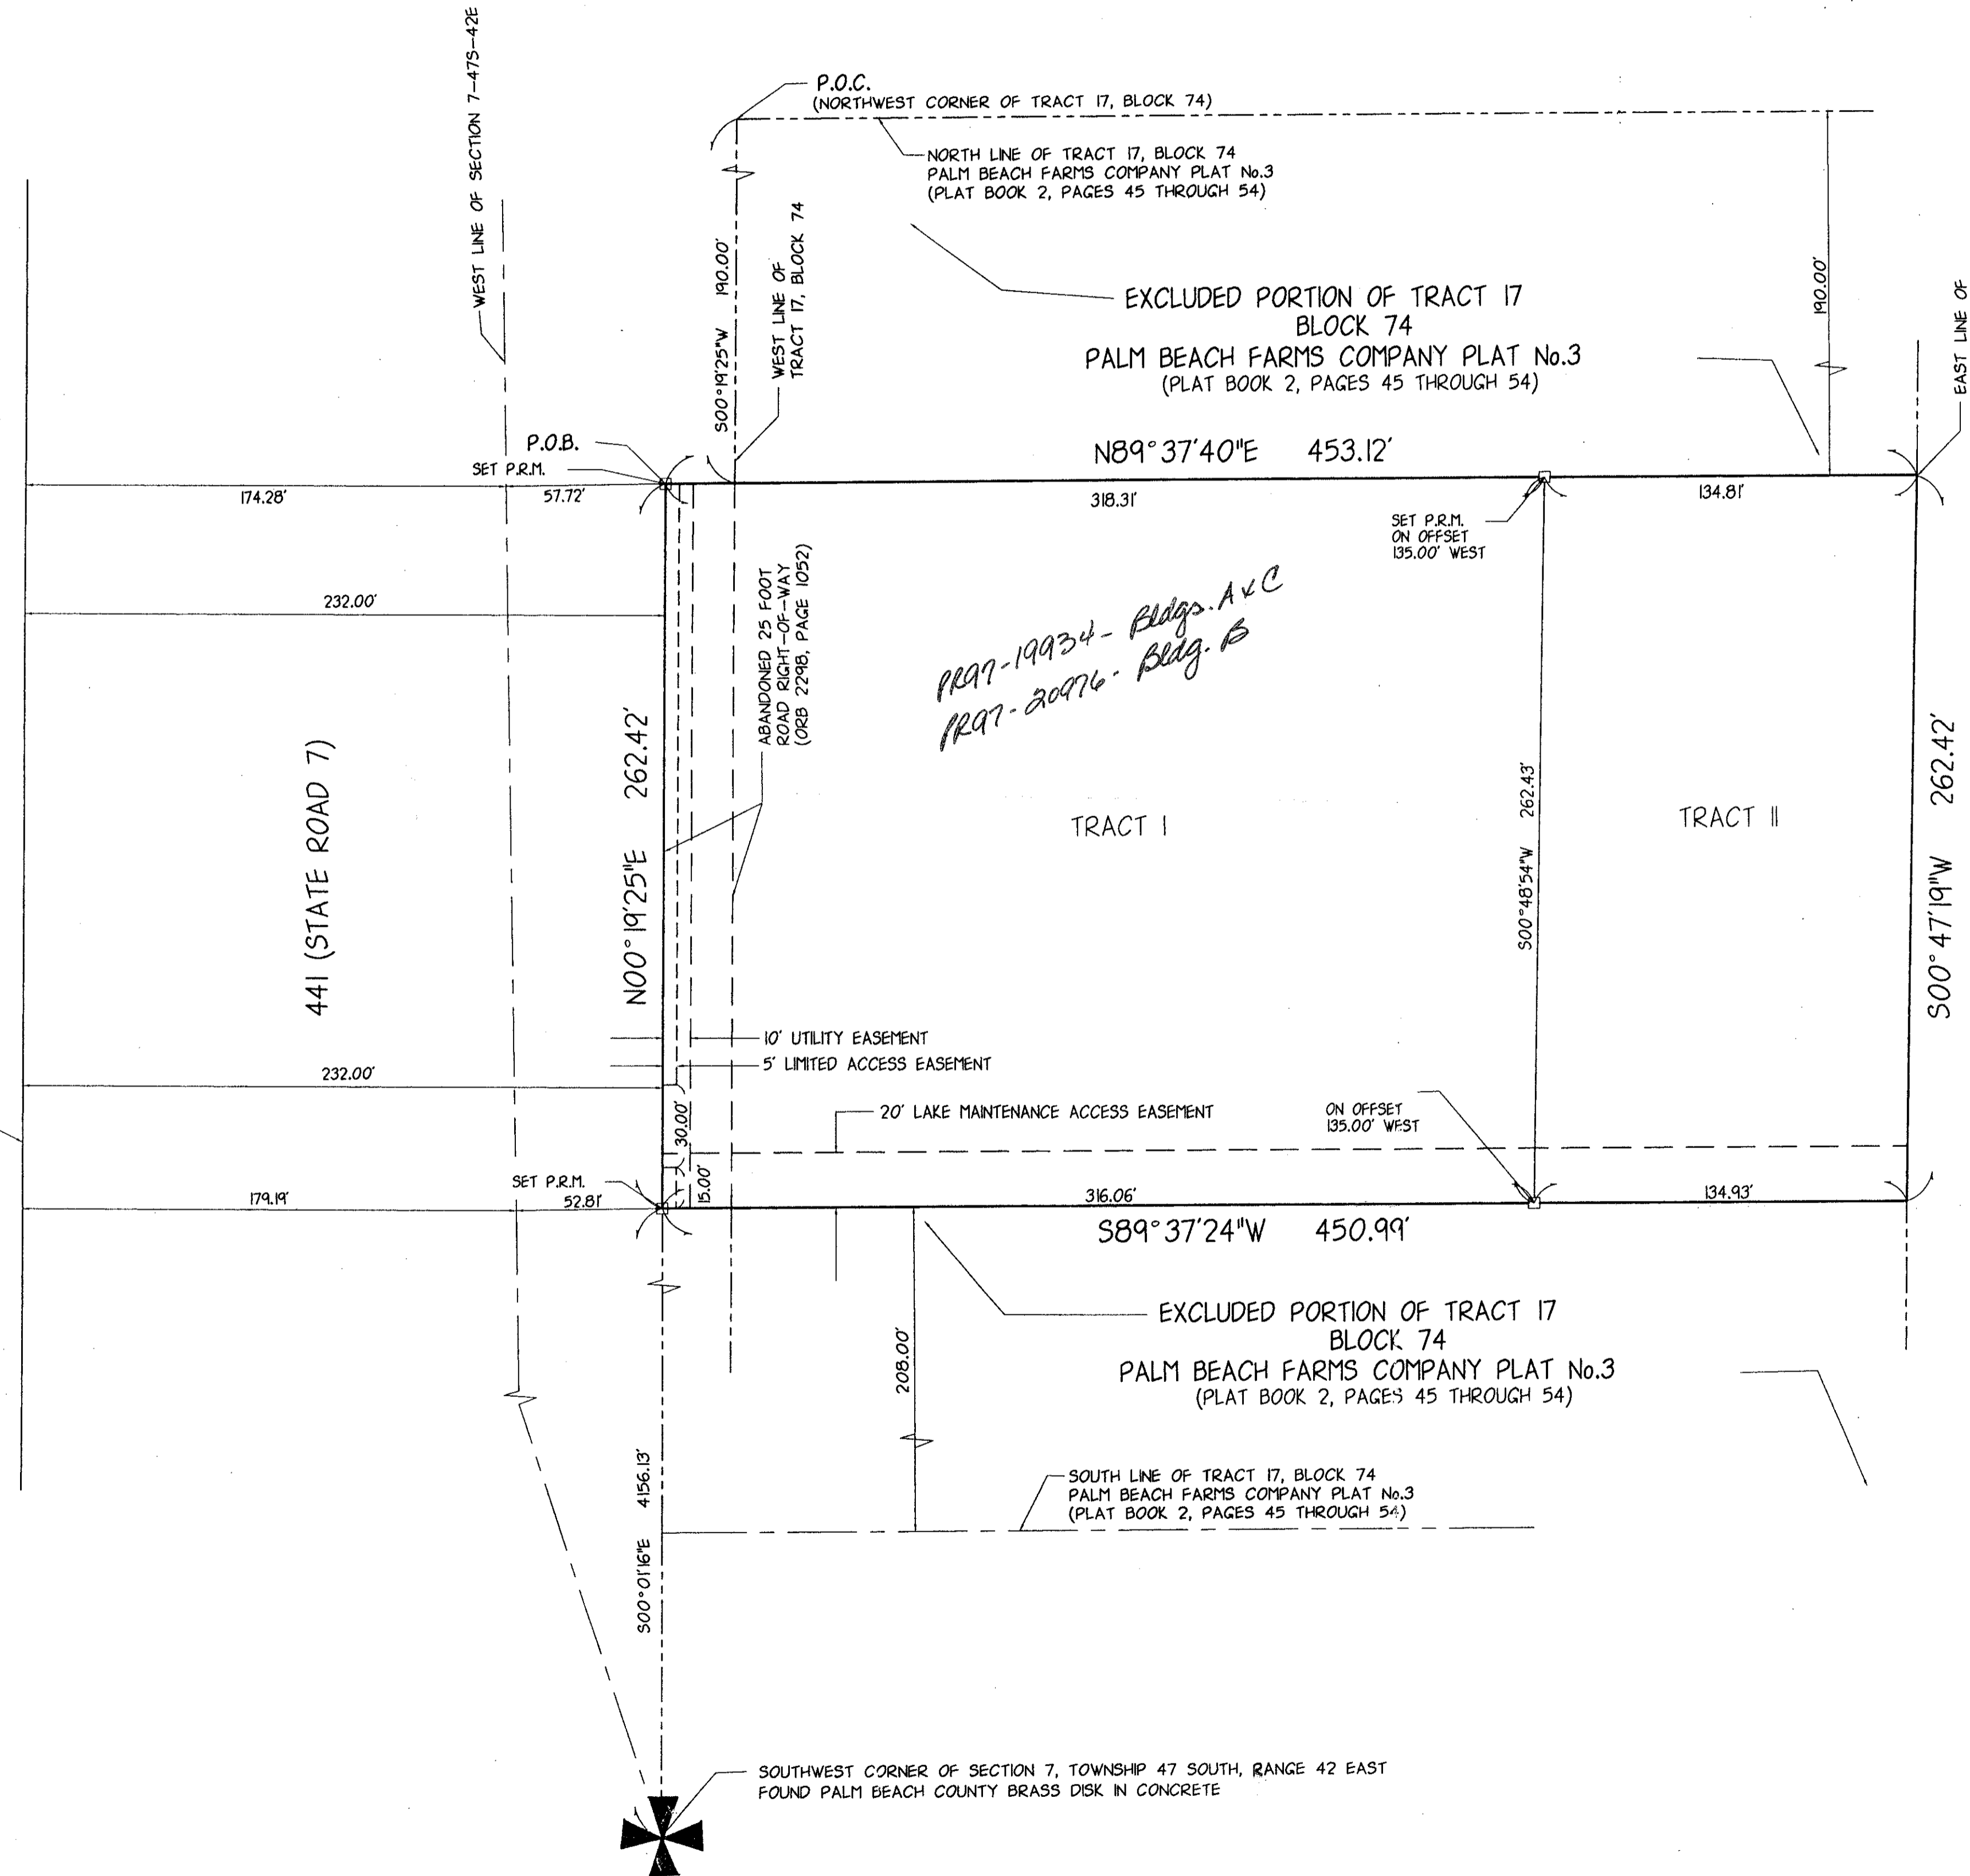 WEST LINE OF SECTION 7-47S-42E
P.O.C.
(NORTHWEST CORNER OF TRACT 17, BLOCK 74)
NORTH LINE OF TRACT 17, BLOCK 74
PALM BEACH FARMS COMPANY PLAT No.3
(PLAT BOOK 2, PAGES 45 THROUGH 54)
S00°19'25"W 190.00'
WEST LINE OF
TRACT 17, BLOCK 74
EXCLUDED PORTION OF TRACT 17
BLOCK 74
PALM BEACH FARMS COMPANY PLAT No.3
(PLAT BOOK 2, PAGES 45 THROUGH 54)
190.00'
EAST LINE OF
P.O.B.
SET P.R.M.
N89°37'40"E 453.12'
174.28'
57.72'
318.31'
134.81'
SET P.R.M.
ON OFFSET
135.00' WEST
232.00'
ABANDONED 25 FOOT
ROAD RIGHT-OF-WAY
(ORB 2298, PAGE 1052)
PR97-19934- Bldgs. A & C
PR97-20976- Bldg. B
441 (STATE ROAD 7)
N00°19'25"E 262.42'
TRACT I
S00°48'54"W 262.43'
TRACT II
S00°47'19"W 262.42'
10' UTILITY EASEMENT
5' LIMITED ACCESS EASEMENT
232.00'
30.00'
20' LAKE MAINTENANCE ACCESS EASEMENT
ON OFFSET
135.00' WEST
SET P.R.M.
15.00'
179.19'
52.81'
316.06'
134.93'
S89°37'24"W 450.99'
EXCLUDED PORTION OF TRACT 17
BLOCK 74
PALM BEACH FARMS COMPANY PLAT No.3
(PLAT BOOK 2, PAGES 45 THROUGH 54)
208.00'
S00°01'16"E 4156.13'
SOUTH LINE OF TRACT 17, BLOCK 74
PALM BEACH FARMS COMPANY PLAT No.3
(PLAT BOOK 2, PAGES 45 THROUGH 54)
SOUTHWEST CORNER OF SECTION 7, TOWNSHIP 47 SOUTH, RANGE 42 EAST
FOUND PALM BEACH COUNTY BRASS DISK IN CONCRETE